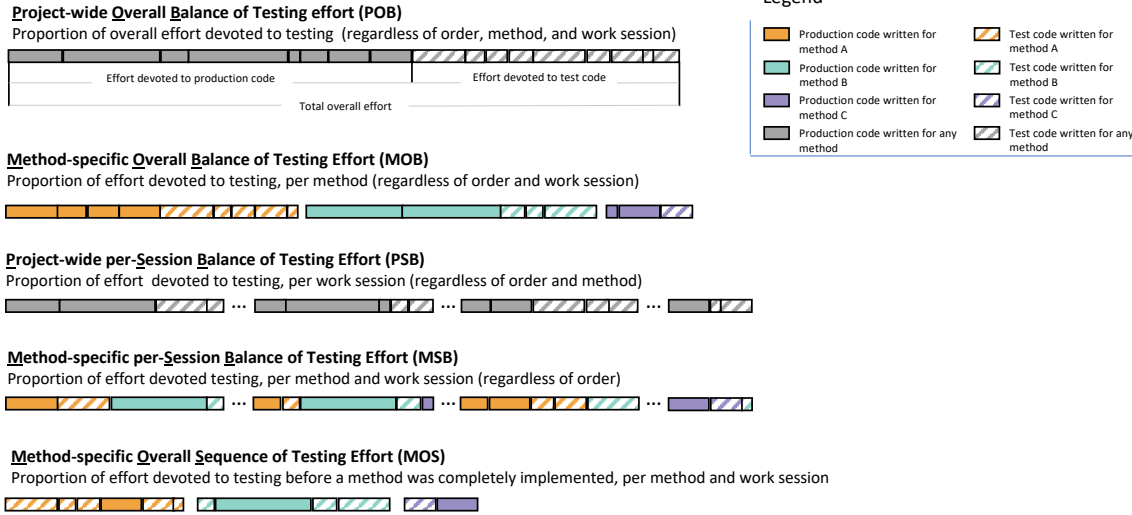 Project-wide Overall Balance of Testing effort (POB)
Proportion of overall effort devoted to testing (regardless of order, method, and work session)
Effort devoted to production code
Effort devoted to test code
Total overall effort
Legend
Production code written for method A
Test code written for method A
Production code written for method B
Test code written for method B
Production code written for method C
Test code written for method C
Production code written for any method
Test code written for any method
Method-specific Overall Balance of Testing Effort (MOB)
Proportion of effort devoted to testing, per method (regardless of order and work session)
Project-wide per-Session Balance of Testing Effort (PSB)
Proportion of effort devoted to testing, per work session (regardless of order and method)
... ... ...
Method-specific per-Session Balance of Testing Effort (MSB)
Proportion of effort devoted testing, per method and work session (regardless of order)
... ... ...
Method-specific Overall Sequence of Testing Effort (MOS)
Proportion of effort devoted to testing before a method was completely implemented, per method and work session